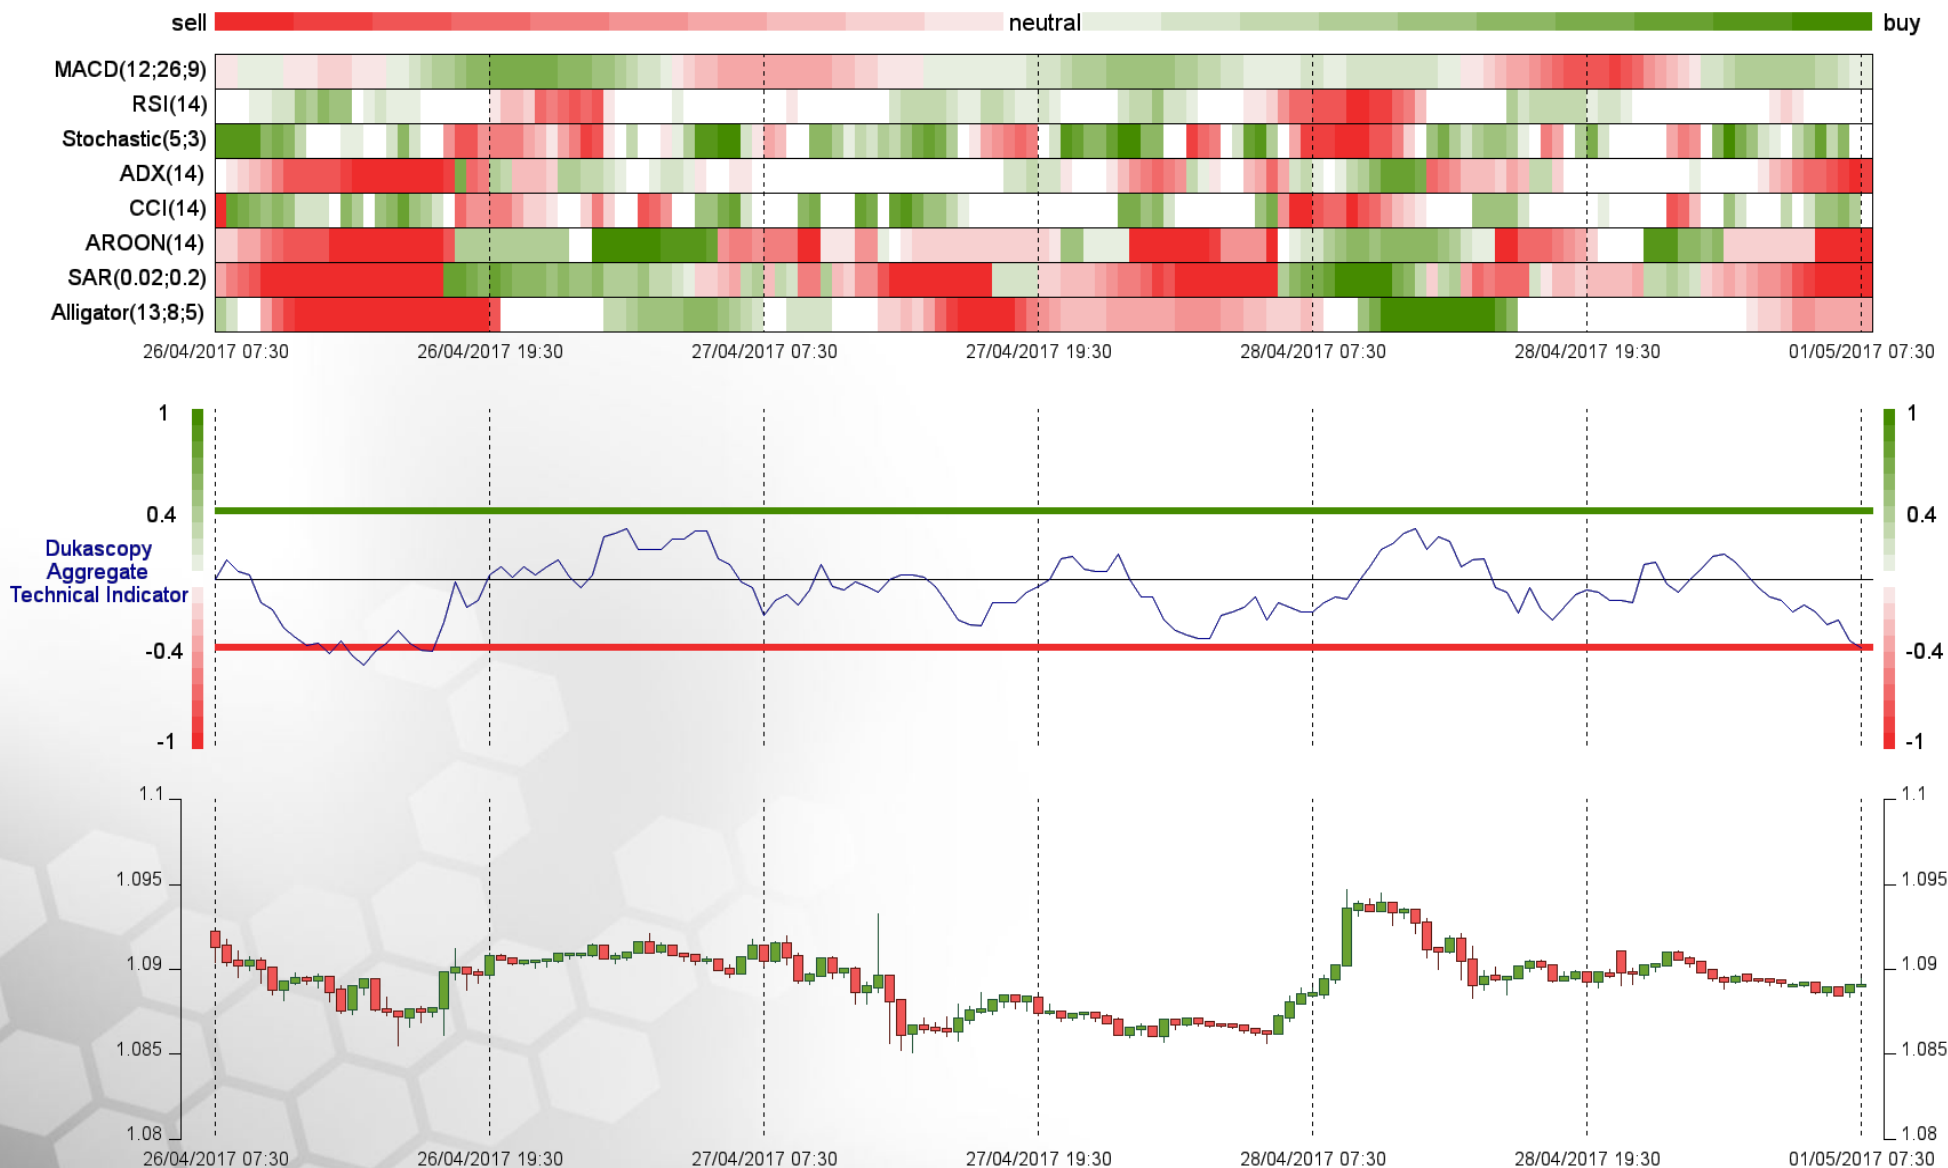 sell neutral buy
MACD(12;26;9)
RSI(14)
Stochastic(5;3)
ADX(14)
CCI(14)
AROON(14)
SAR(0.02;0.2)
Alligator(13;8;5)
26/04/2017 07:30 26/04/2017 19:30 27/04/2017 07:30 27/04/2017 19:30 28/04/2017 07:30 28/04/2017 19:30 01/05/2017 07:30
1 1
0.4 0.4
Dukascopy
Aggregate
Technical Indicator
-0.4 -0.4
-1 -1
1.1 1.1
1.095 1.095
1.09 1.09
1.085 1.085
1.08 1.08
26/04/2017 07:30 26/04/2017 19:30 27/04/2017 07:30 27/04/2017 19:30 28/04/2017 07:30 28/04/2017 19:30 01/05/2017 07:30